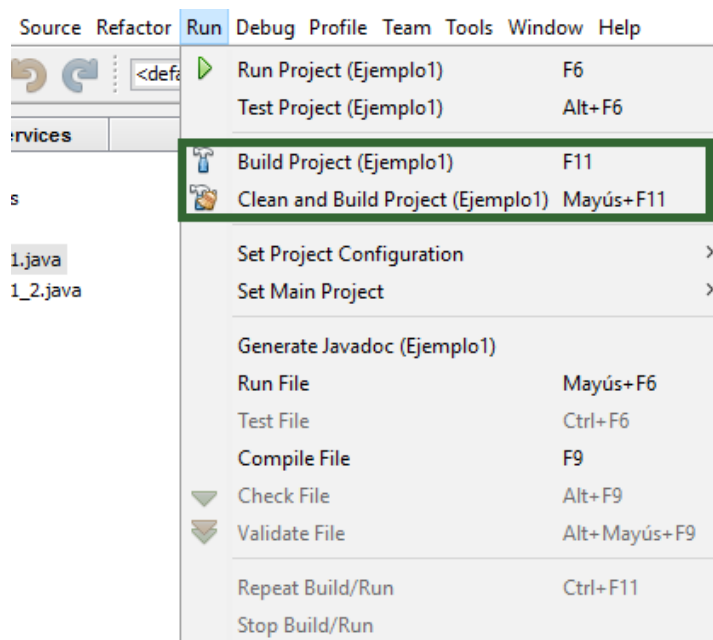 Source Refactor Run Debug Profile Team Tools Window Help
<defa
Run Project (Ejemplo1) F6
Test Project (Ejemplo1) Alt+F6
ervices
Build Project (Ejemplo1) F11
Clean and Build Project (Ejemplo1) Mayús+F11
s
Set Project Configuration
1.java
1_2.java
Set Main Project
Generate Javadoc (Ejemplo1)
Run File Mayús+F6
Test File Ctrl+F6
Compile File F9
Check File Alt+F9
Validate File Alt+Mayús+F9
Repeat Build/Run Ctrl+F11
Stop Build/Run